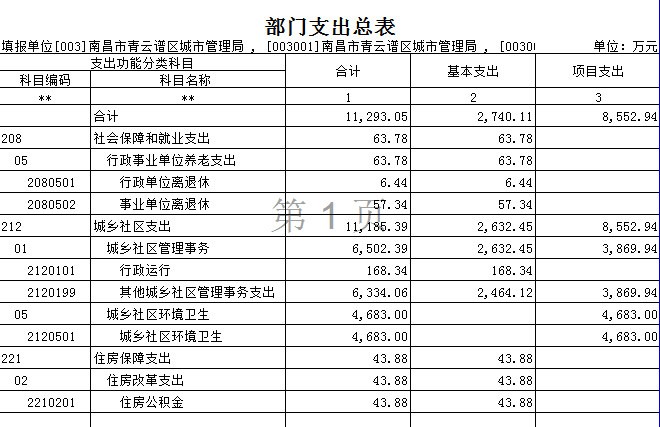 部门支出总表
填报单位[003]南昌市青云谱区城市管理局 , [003001]南昌市青云谱区城市管理局 , [0030 单位：万元
支出功能分类科目 合计 基本支出 项目支出
科目编码 科目名称
** ** 1 2 3
合计 11,293.05 2,740.11 8,552.94
208 社会保障和就业支出 63.78 63.78
05 行政事业单位养老支出 63.78 63.78
2080501 行政单位离退休 6.44 6.44
2080502 事业单位离退休 57.34 57.34
212 城乡社区支出 11,185.39 2,632.45 8,552.94
01 城乡社区管理事务 6,502.39 2,632.45 3,869.94
2120101 行政运行 168.34 168.34
2120199 其他城乡社区管理事务支出 6,334.06 2,464.12 3,869.94
05 城乡社区环境卫生 4,683.00 4,683.00
2120501 城乡社区环境卫生 4,683.00 4,683.00
221 住房保障支出 43.88 43.88
02 住房改革支出 43.88 43.88
2210201 住房公积金 43.88 43.88
第 1 页